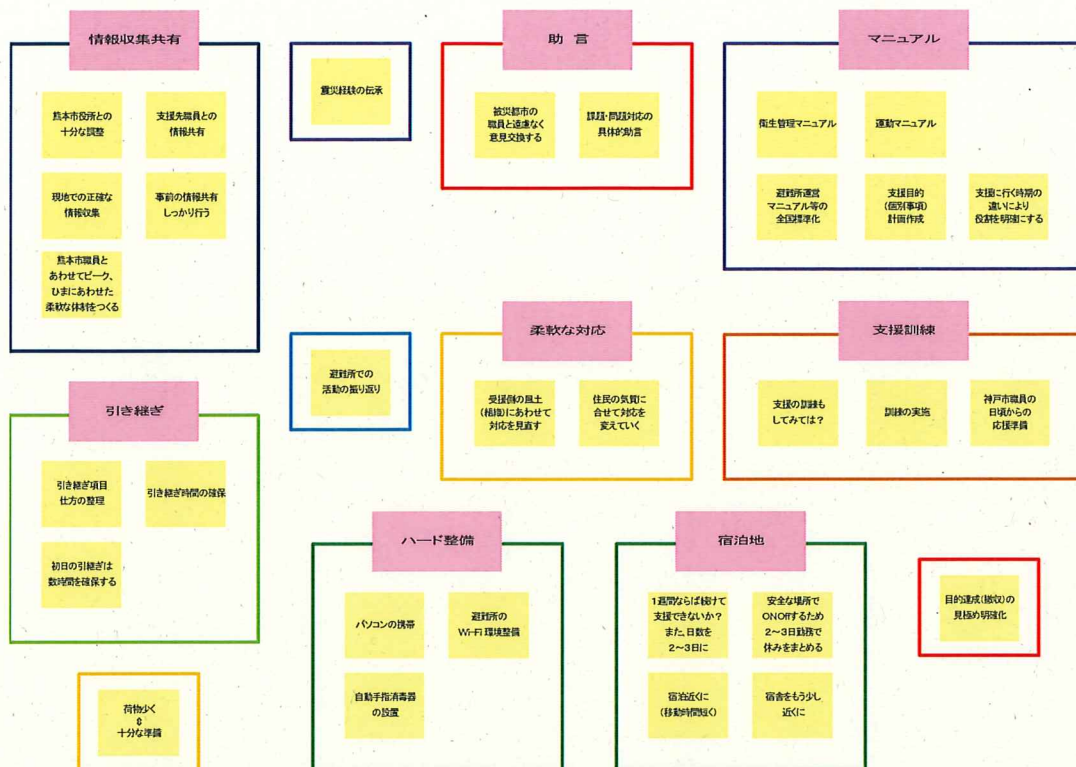 情報収集共有
熊本市役所との
十分な調整
支援先職員との
情報共有
現地での正確な
情報収集
事前の情報共有
しっかり行う
熊本市職員と
あわせてピーク、
ひまにあわせた
柔軟な体制をつくる
震災経験の伝承
助 言
被災都市の
職員と遠慮なく
意見交換する
課題・問題対応の
具体的助言
マニュアル
衛生管理マニュアル
運動マニュアル
避難所運営
マニュアル等の
全国標準化
支援目的
(個別事項)
計画作成
支援に行く時期の
違いにより
役割を明確にする
引き継ぎ
引き継ぎ項目
仕方の整理
引き継ぎ時間の確保
初日の引継ぎは
数時間を確保する
避難所での
活動の振り返り
柔軟な対応
受援側の風土
(組織)にあわせて
対応を見直す
住民の気質に
合せて対応を
変えていく
支援訓練
支援の訓練も
してみては？
訓練の実施
神戸市職員の
日頃からの
応援準備
荷物少く
⇕
十分な準備
ハード整備
パソコンの携帯
避難所の
Wi-Fi環境整備
自動手指消毒器
の設置
宿泊地
1週間ならば続けて
支援できないか？
また、日数を
2〜3日に
安全な場所で
ONOffするため
2〜3日勤務で
休みをまとめる
宿泊近くに
(移動時間短く)
宿舎をもう少し
近くに
目的達成(撤収)の
見極め明確化